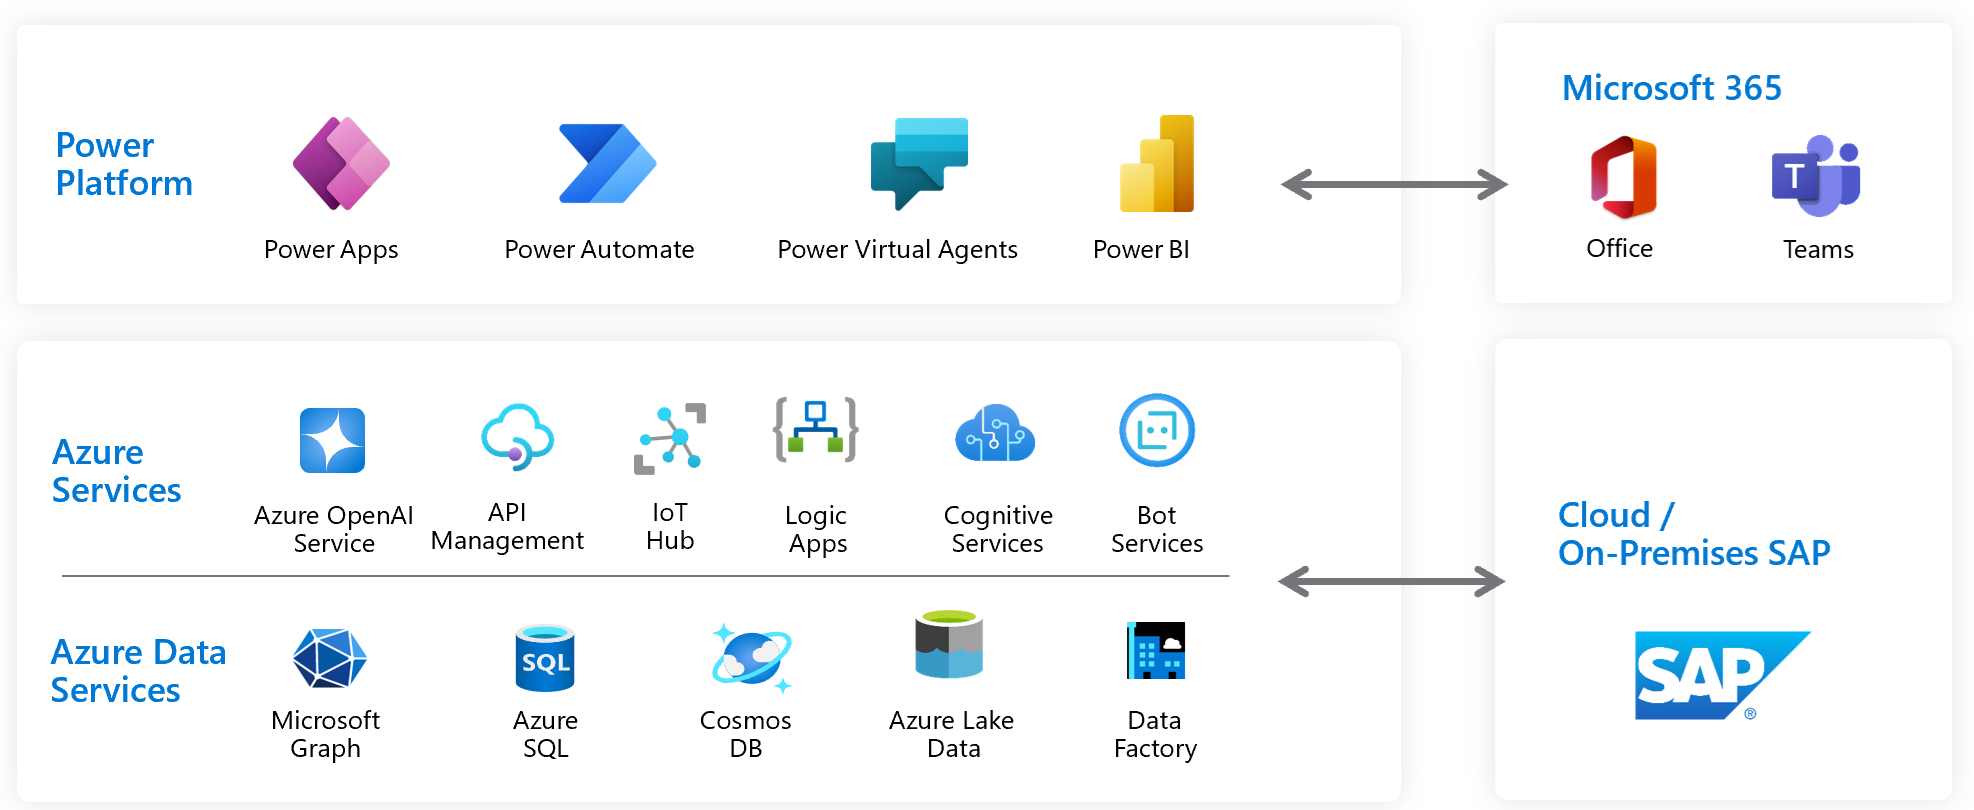 Power
Platform
Power Apps
Power Automate
Power Virtual Agents
Power BI
Microsoft 365
T
Office
Teams
Azure
Services
Azure OpenAI
Service
API
Management
IoT
Hub
Logic
Apps
Cognitive
Services
Bot
Services
Azure Data
Services
Microsoft
Graph
SQL
Azure
SQL
Cosmos
DB
Azure Lake
Data
Data
Factory
Cloud /
On-Premises SAP
SAP
®